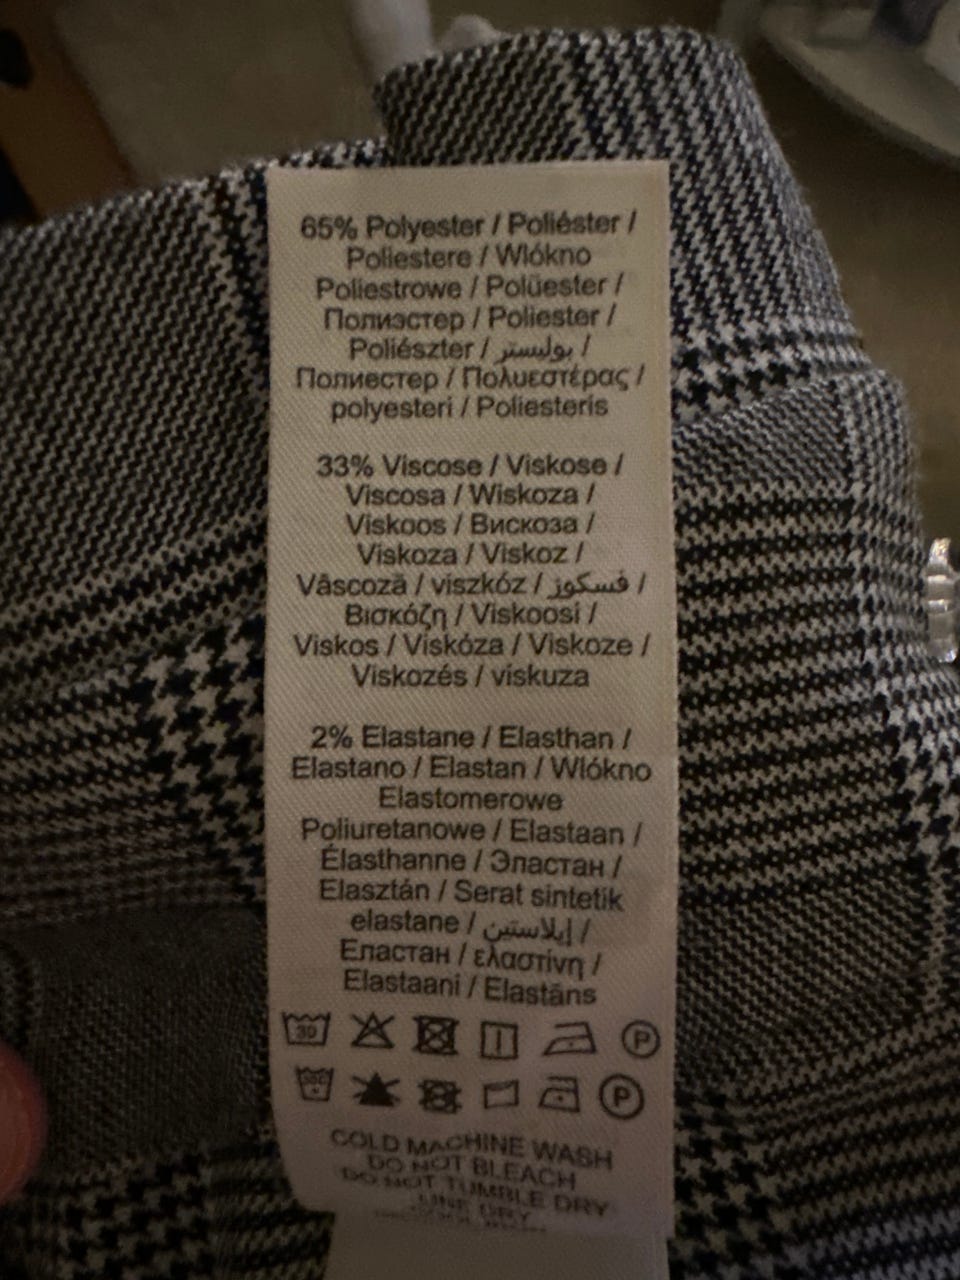 65% Polyester / Poliéster /
Poliestere / Wlókno
Poliestrowe / Polüester /
Полиэстер / Poliester /
Poliészter / بوليستر /
Полиестер / Πολυεστέρας /
polyesteri / Poliesteris
33% Viscose / Viskose /
Viscosa / Wiskoza /
Viskoos / Вискоза /
Viskoza / Viskoz /
Vâscoză / viszkóz / فسكوز /
Βισκόζη / Viskoosi /
Viskos / Viskóza / Viskoze /
Viskozés / viskuza
2% Elastane / Elasthan /
Elastano / Elastan / Wlókno
Elastomerowe
Poliuretanowe / Elastaan /
Élasthanne / Эластан /
Elasztán / Serat sintetik
elastane / إيلاستين /
Еластан / ελαστίνη /
Elastaani / Elastāns
30 P
P
COLD MACHINE WASH
DO NOT BLEACH
DO NOT TUMBLE DRY
LINE DRY